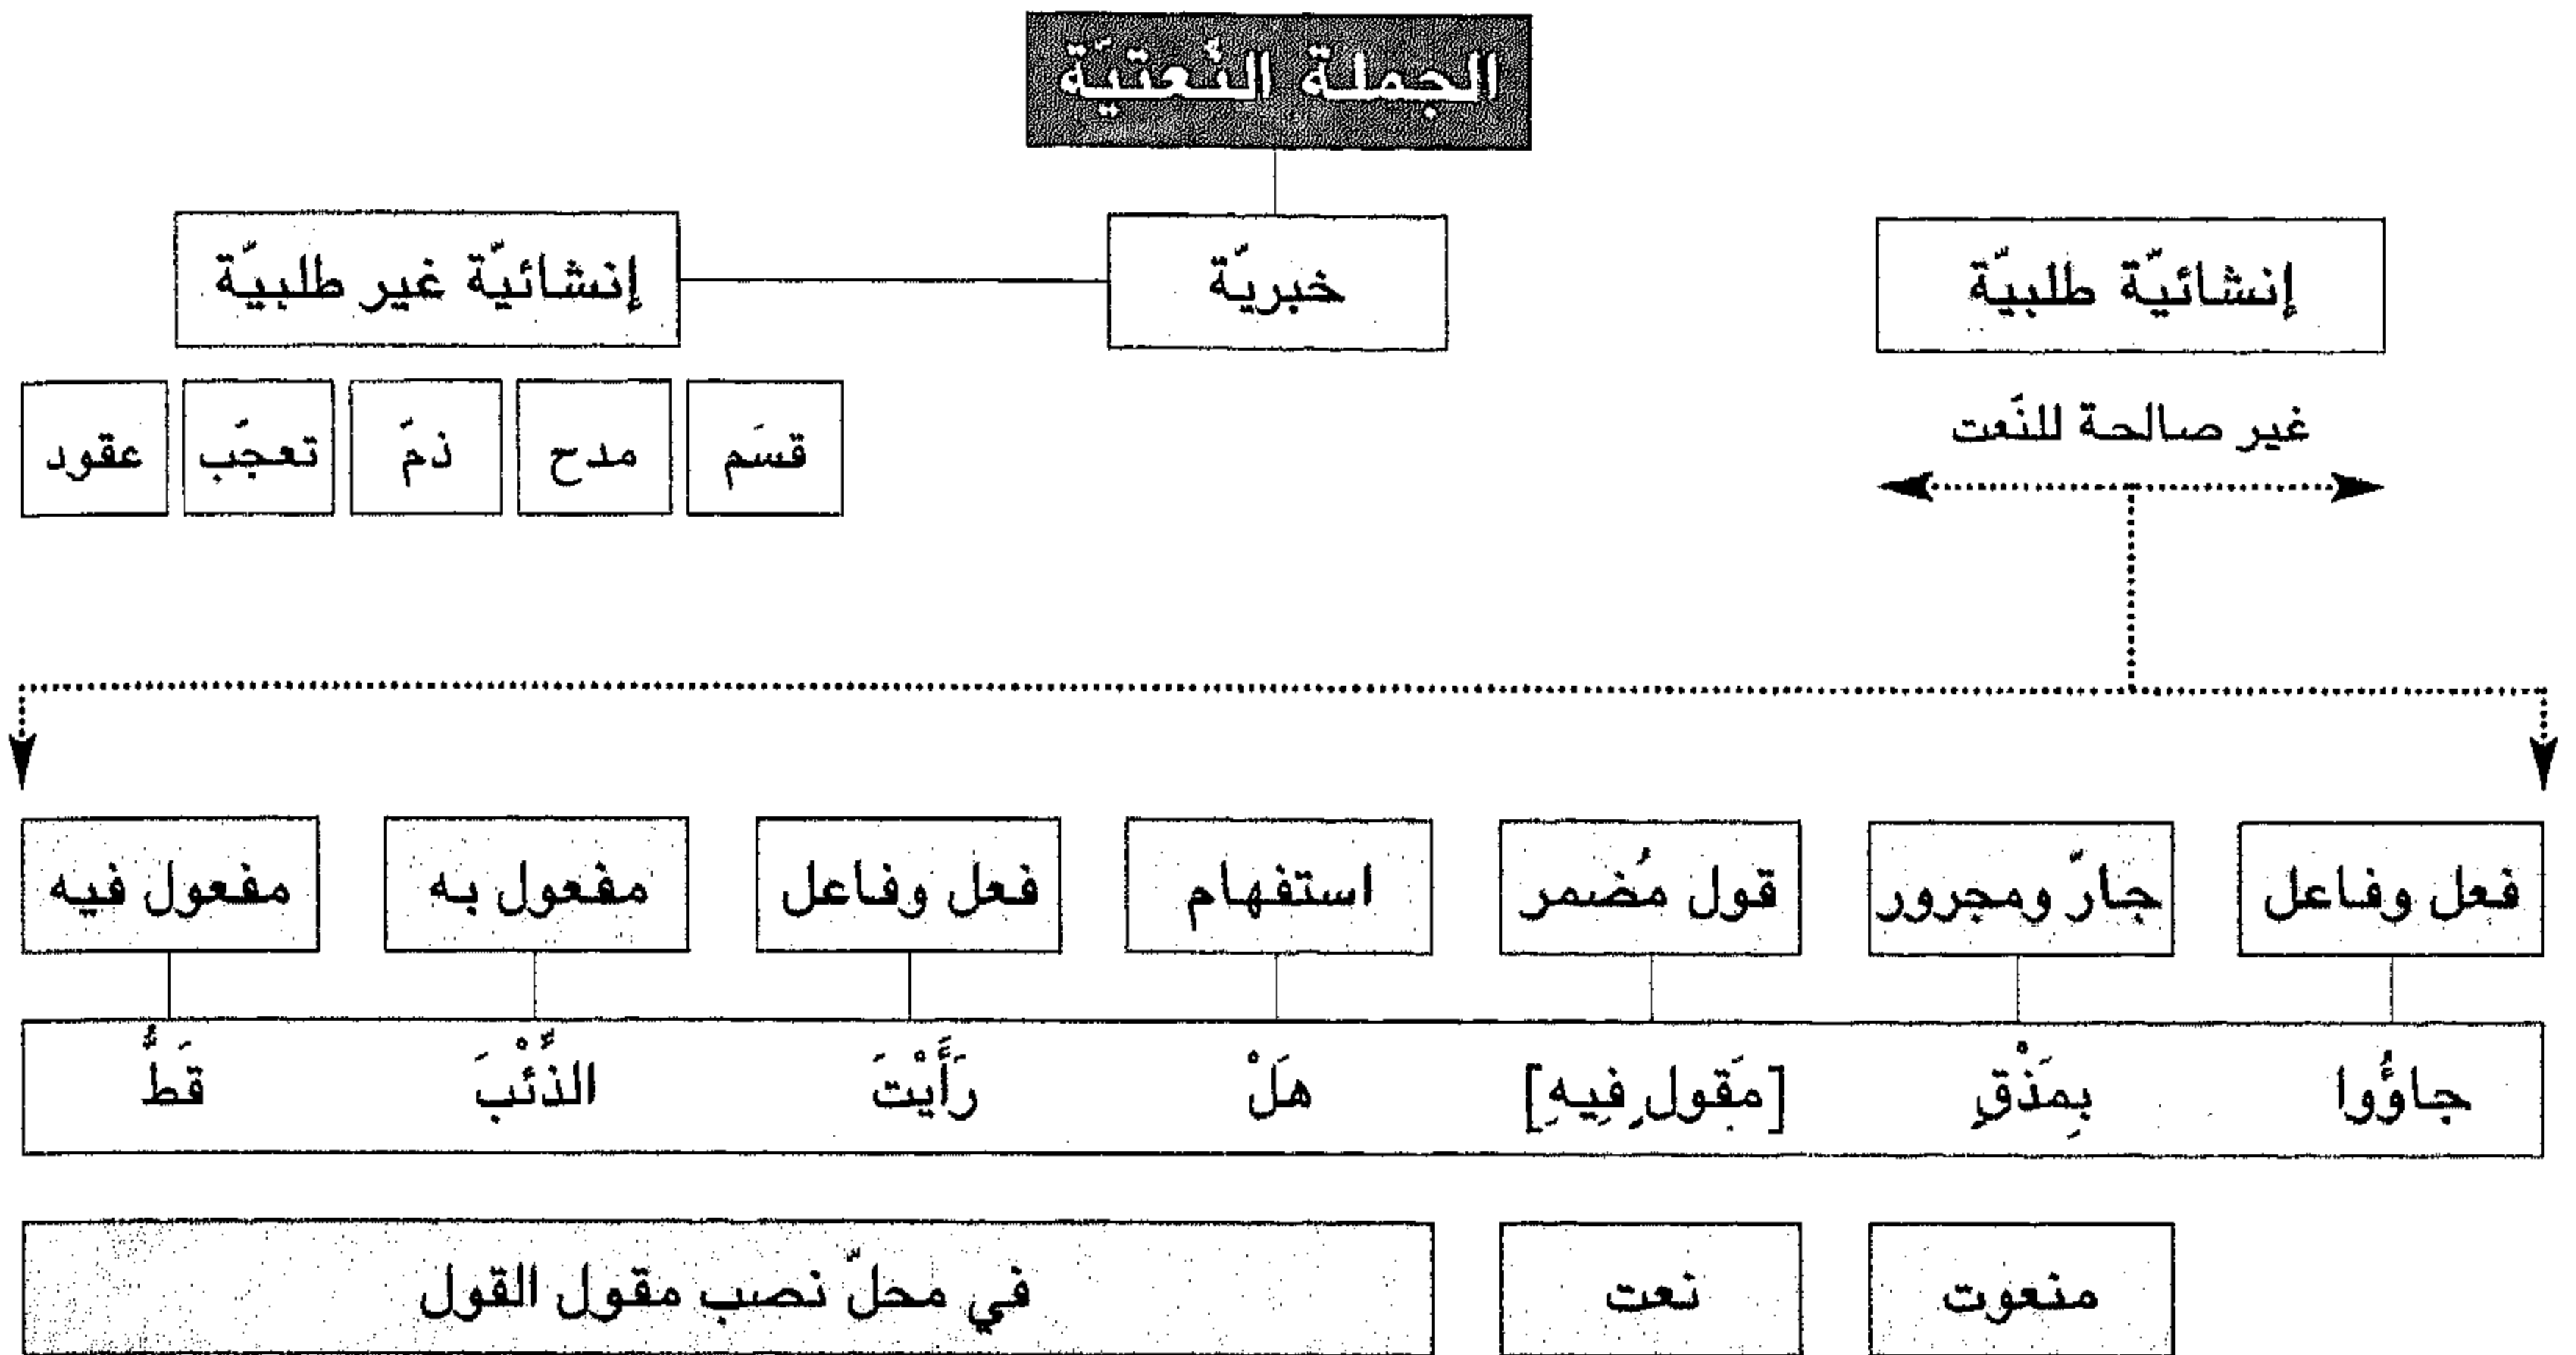 الجملة النَّعتيّة
إنشائيّة طلبيّة
خبريّة
إنشائيّة غير طلبيّة
غير صالحة للنَّعت
قسَم
مدح
ذمّ
تعجّب
عقود
فعل وفاعل
جارّ ومجرور
قول مُضمر
استفهام
فعل وفاعل
مفعول به
مفعول فيه
جاؤُوا بِمَذْقٍ [مَقولٍ فِيهِ] هَلْ رَأَيْتَ الذِّئْبَ قَطُّ
منعوت
نعت
في محلّ نصب مقول القول